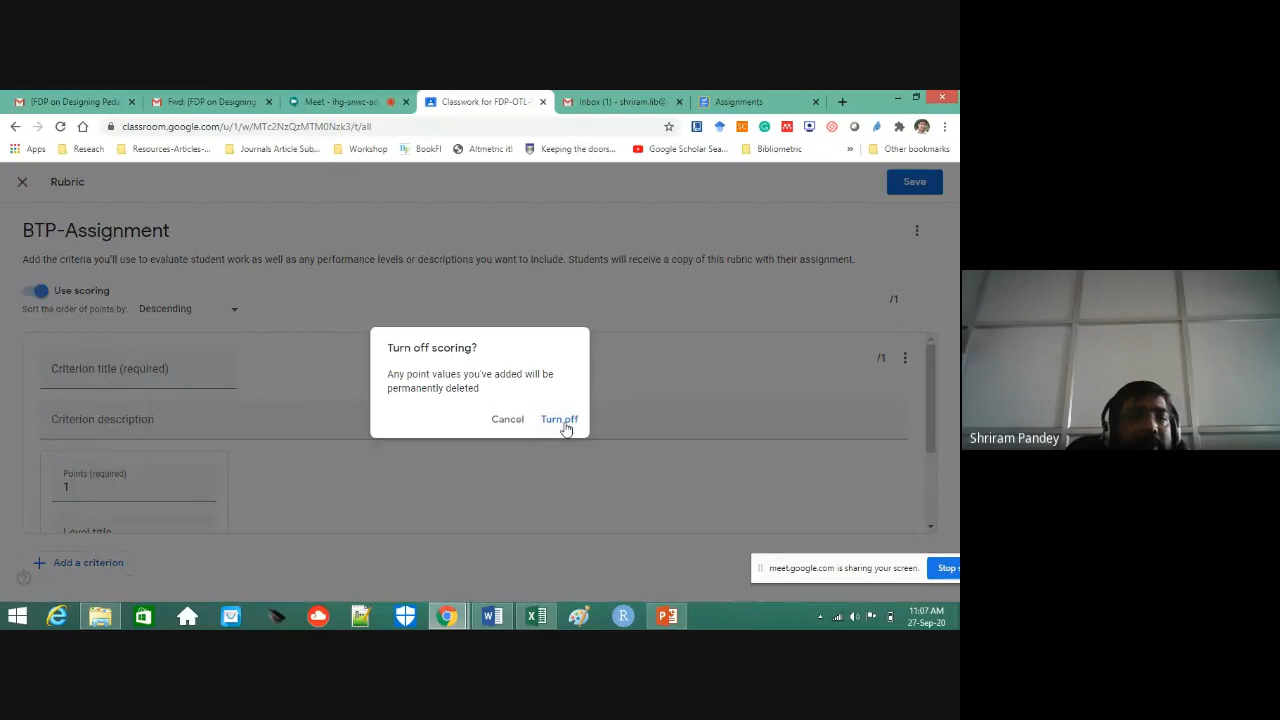 [FDP on Designing Peda
Fwd: [FDP on Designing
Meet - ihg-snwc-ad
Classwork for FDP-OTL-
Inbox (1) - shriram.lib@
Assignments
classroom.google.com/u/1/w/MTc2NzQzMTM0Nzk3/t/all
Apps
Reseach
Resources-Articles-...
Journals Article Sub...
Workshop
BookFI
Altmetric it!
Keeping the doors...
Google Scholar Sea...
Bibliometric
»
Other bookmarks
Rubric
Save
BTP-Assignment
Add the criteria you'll use to evaluate student work as well as any performance levels or descriptions you want to include. Students will receive a copy of this rubric with their assignment.
Use scoring
/1
Sort the order of points by: Descending
Turn off scoring?
Any point values you've added will be
permanently deleted
Cancel Turn off
Criterion title (required)
/1
Criterion description
Points (required)
1
Level title
+ Add a criterion
meet.google.com is sharing your screen.
Stop s
11:07 AM
27-Sep-20
Shriram Pandey